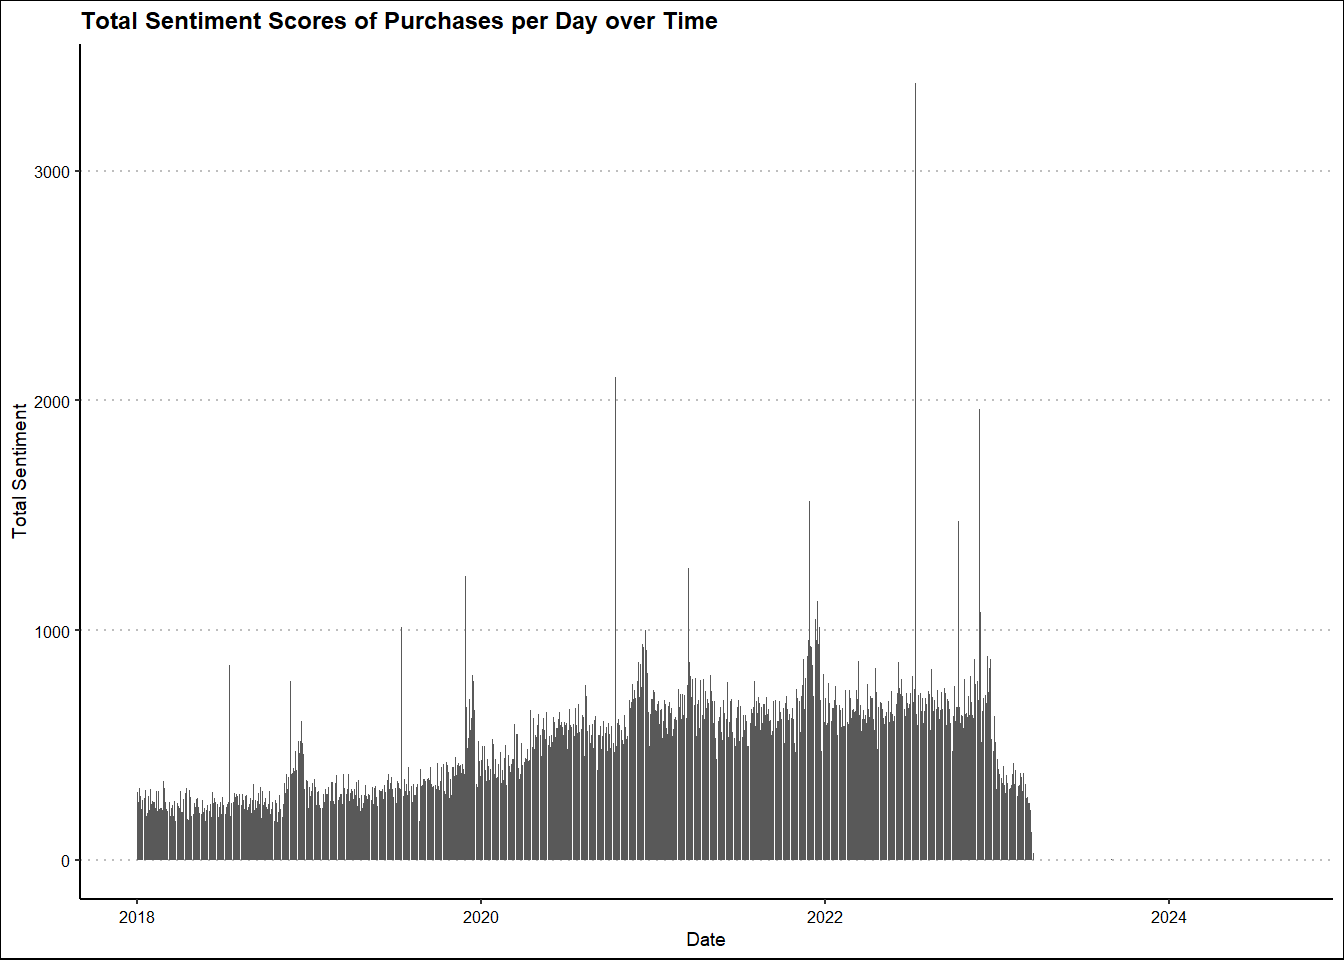 Total Sentiment Scores of Purchases per Day over Time
Total Sentiment
3000
2000
1000
0
2018
2020
2022
2024
Date